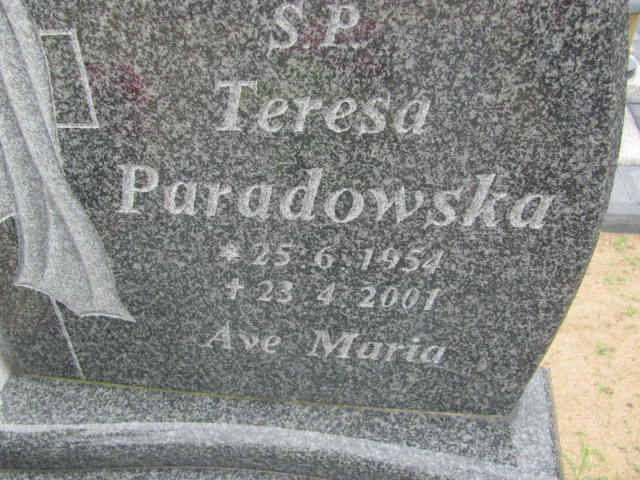 S.P.
Teresa
Paradowska
* 25 6 1954
+ 23 4 2001
Ave Maria